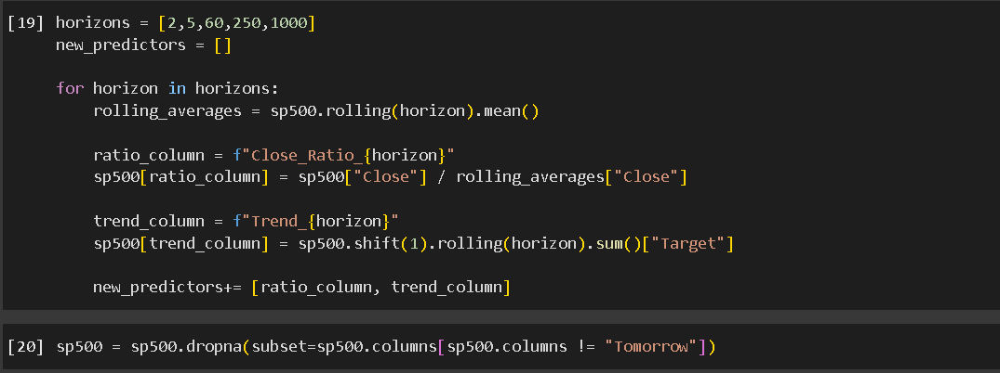 [19] horizons = [2,5,60,250,1000]
new_predictors = []
for horizon in horizons:
rolling_averages = sp500.rolling(horizon).mean()
ratio_column = f"Close_Ratio_{horizon}"
sp500[ratio_column] = sp500["Close"] / rolling_averages["Close"]
trend_column = f"Trend_{horizon}"
sp500[trend_column] = sp500.shift(1).rolling(horizon).sum()["Target"]
new_predictors+= [ratio_column, trend_column]
[20] sp500 = sp500.dropna(subset=sp500.columns[sp500.columns != "Tomorrow"])